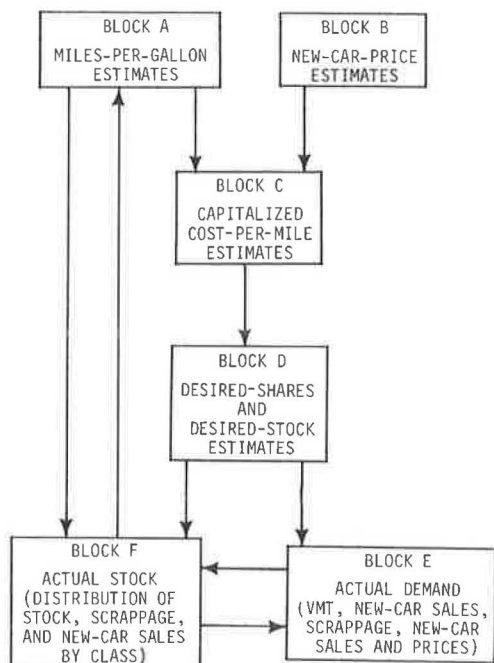 BLOCK A
MILES-PER-GALLON
ESTIMATES
BLOCK B
NEW-CAR-PRICE
ESTIMATES
BLOCK C
CAPITALIZED
COST-PER-MILE
ESTIMATES
BLOCK D
DESIRED-SHARES
AND
DESIRED-STOCK
ESTIMATES
BLOCK F
ACTUAL STOCK
(DISTRIBUTION OF
STOCK, SCRAPPAGE,
AND NEW-CAR SALES
BY CLASS)
BLOCK E
ACTUAL DEMAND
(VMT, NEW-CAR SALES,
SCRAPPAGE, NEW-CAR
SALES AND PRICES)